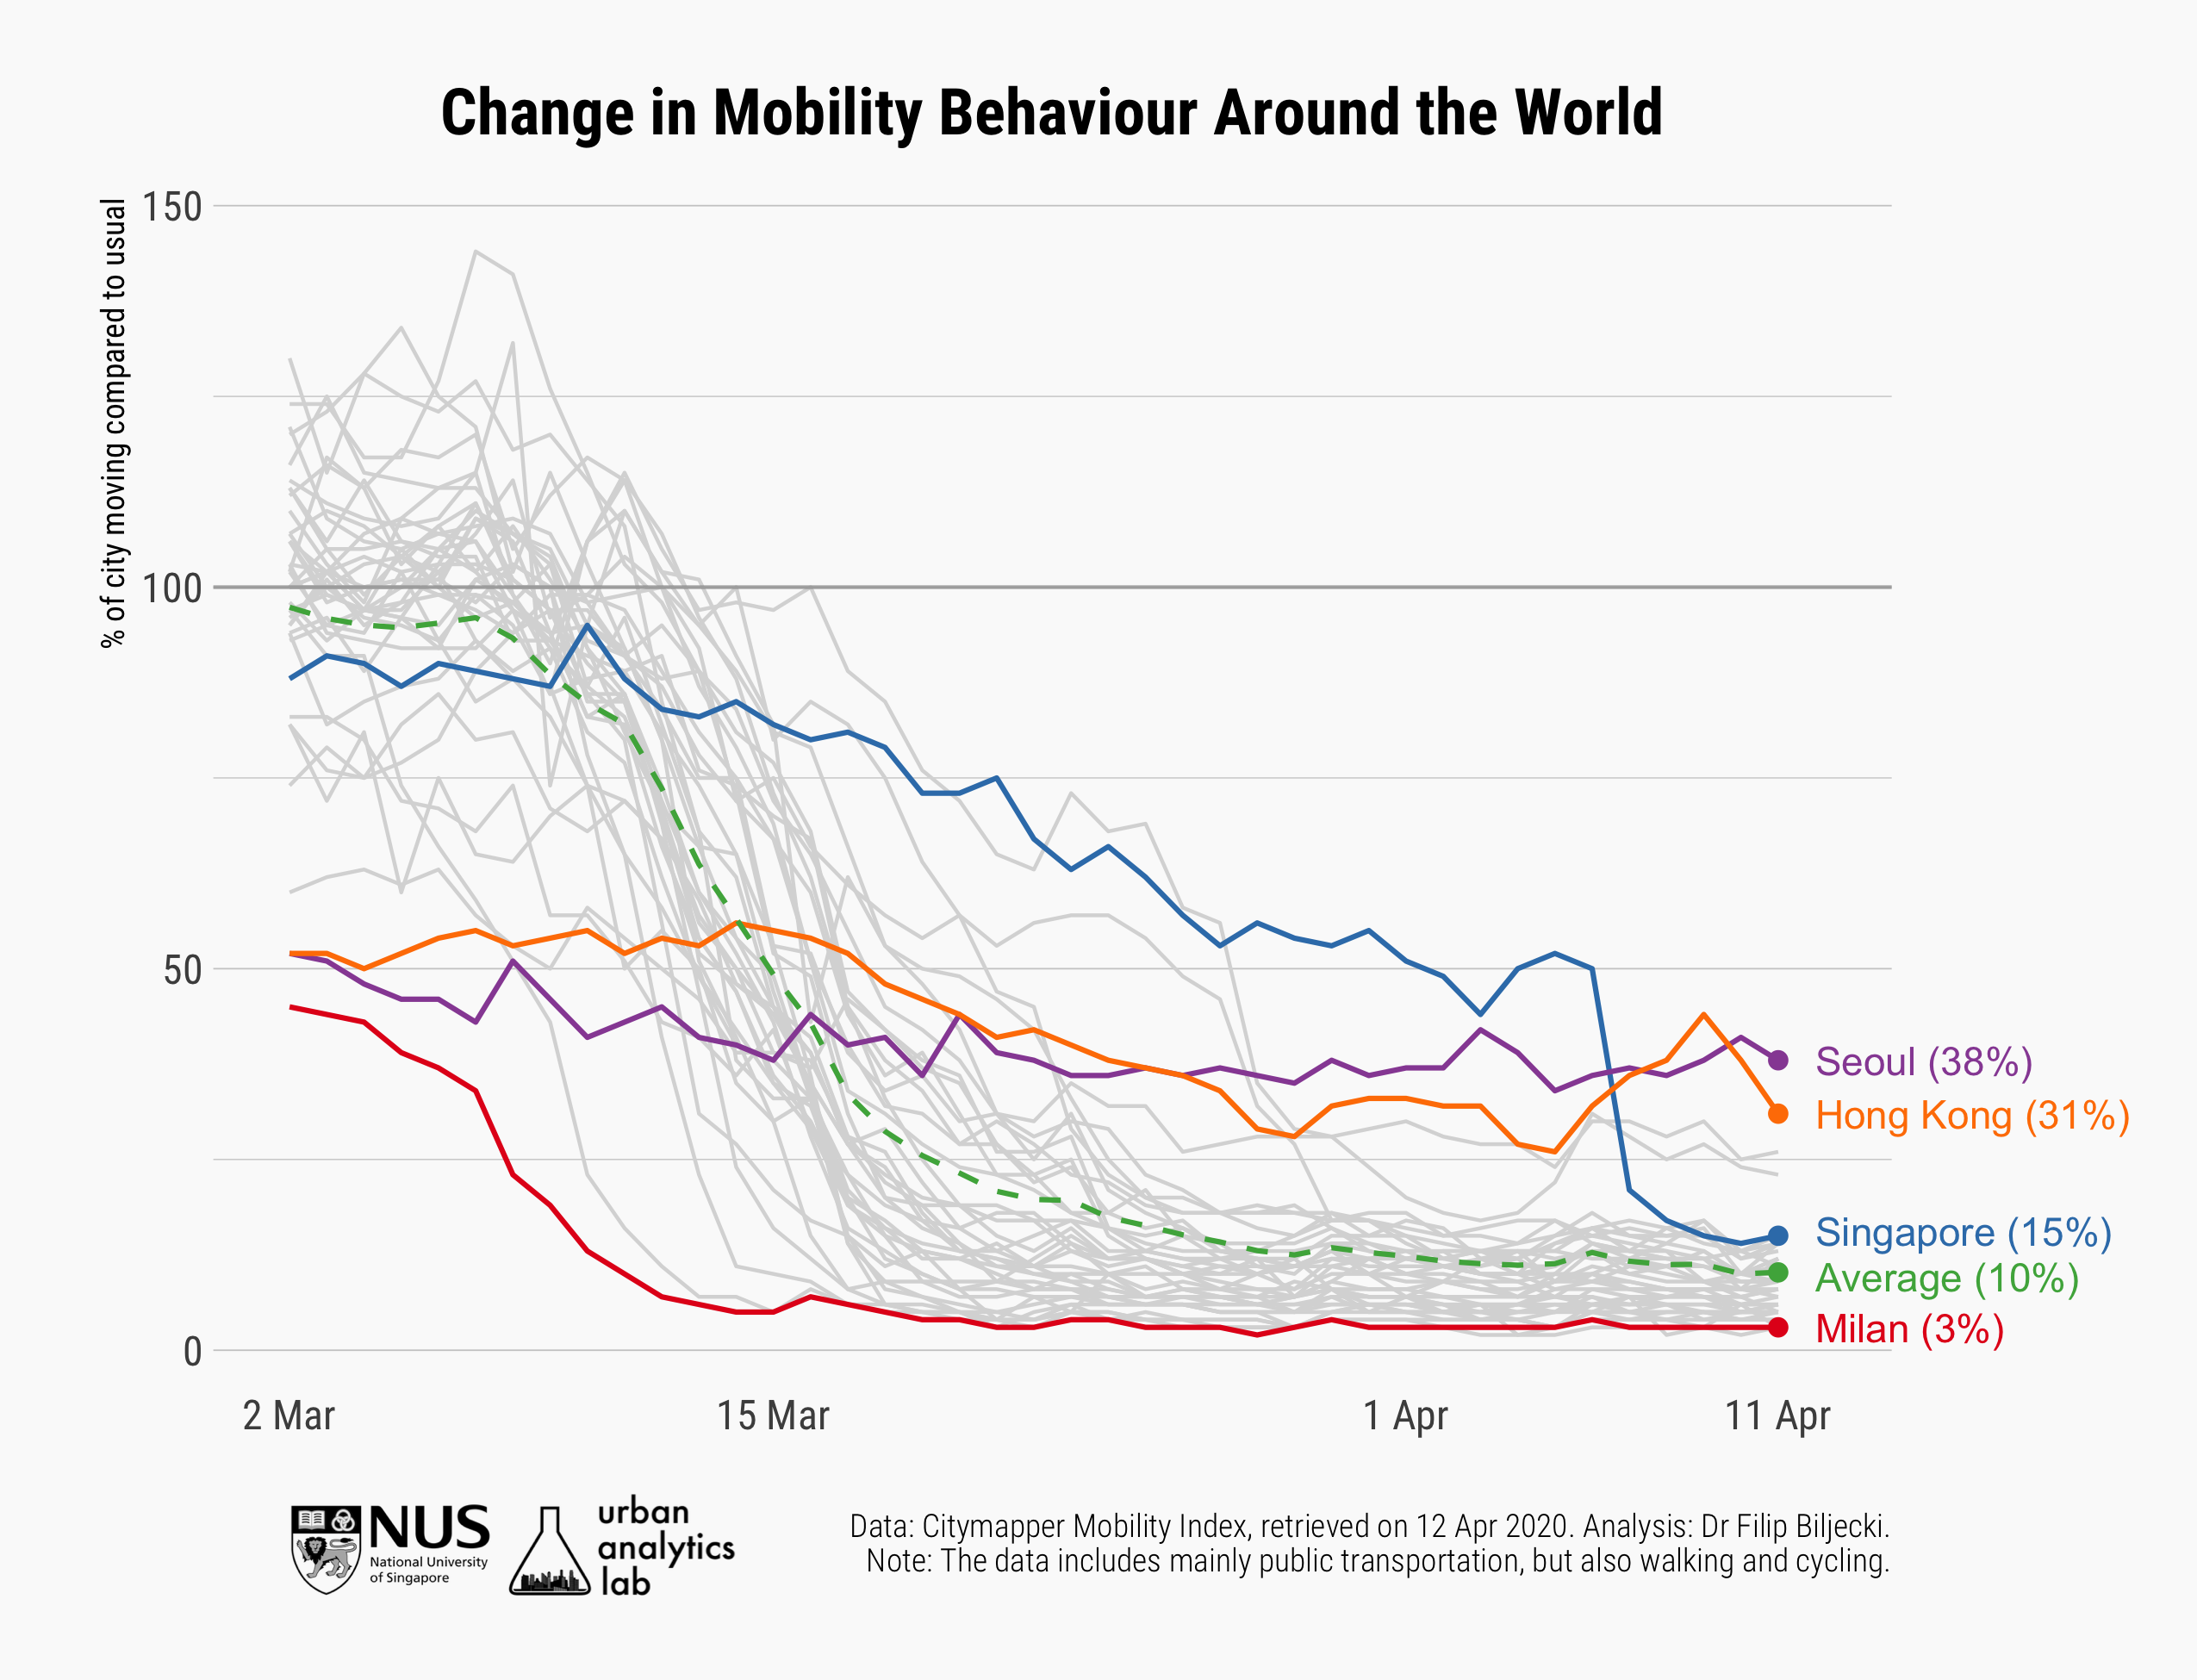 Change in Mobility Behaviour Around the World
% of city moving compared to usual
150
100
50
0
2 Mar
15 Mar
1 Apr
11 Apr
Seoul (38%)
Hong Kong (31%)
Singapore (15%)
Average (10%)
Milan (3%)
NUS
National University
of Singapore
urban
analytics
lab
Data: Citymapper Mobility Index, retrieved on 12 Apr 2020. Analysis: Dr Filip Biljecki.
Note: The data includes mainly public transportation, but also walking and cycling.